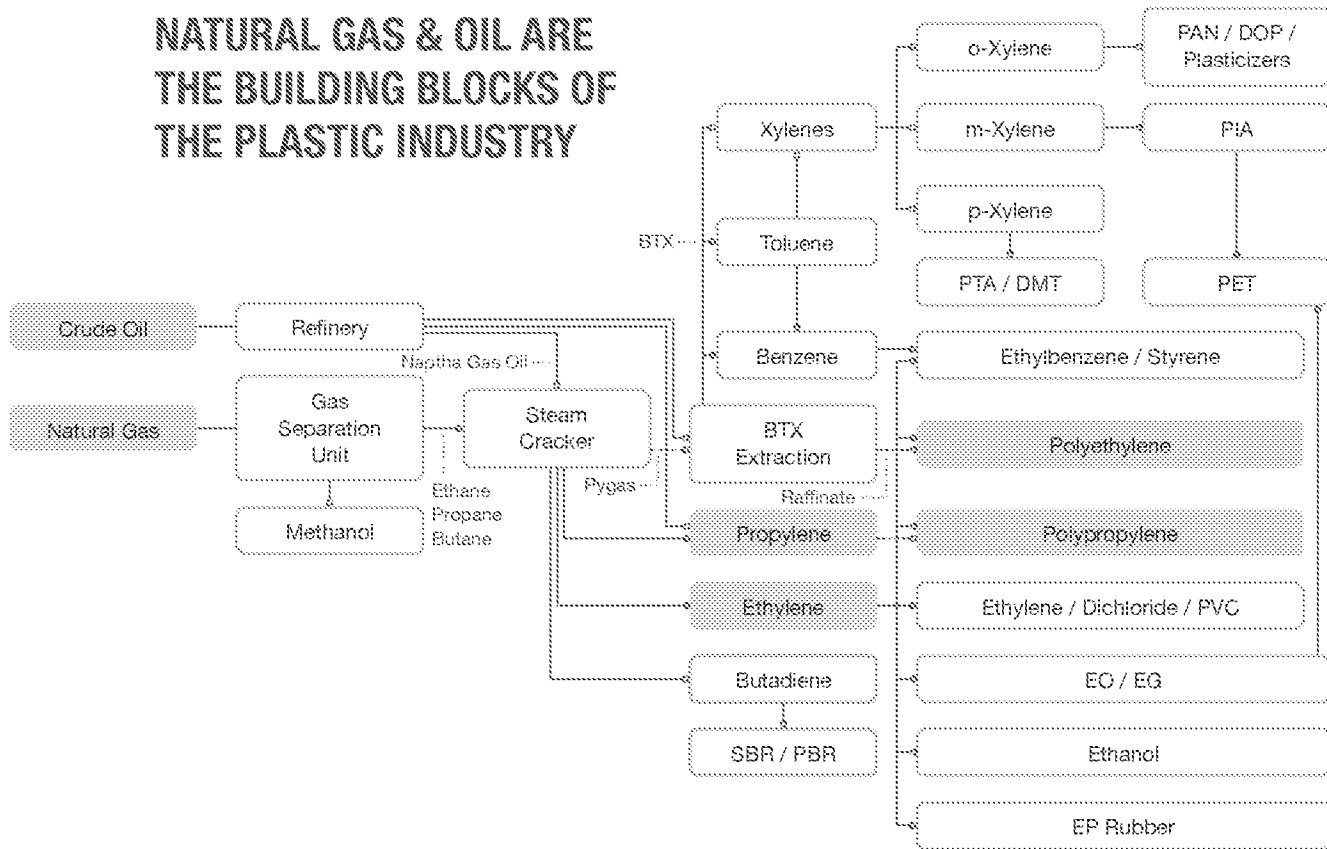 NATURAL GAS & OIL ARE
THE BUILDING BLOCKS OF
THE PLASTIC INDUSTRY
o-Xylene
PAN / DOP /
Plasticizers
Xylenes
m-Xylene
PIA
p-Xylene
BTX
Toluene
PTA / DMT
PET
Crude Oil
Refinery
Naptha Gas Oil
Benzene
Ethylbenzene / Styrene
Natural Gas
Gas
Separation
Unit
Steam
Cracker
BTX
Extraction
Polyethylene
Pygas
Raffinate
Ethane
Propane
Butane
Methanol
Propylene
Polypropylene
Ethylene
Ethylene / Dichloride / PVC
Butadiene
EO / EG
SBR / PBR
Ethanol
EP Rubber